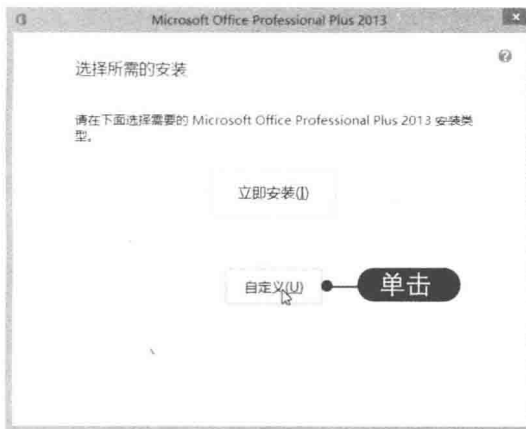 Microsoft Office Professional Plus 2013
选择所需的安装
请在下面选择需要的 Microsoft Office Professional Plus 2013 安装类
型。
立即安装(I)
自定义(U)
单击